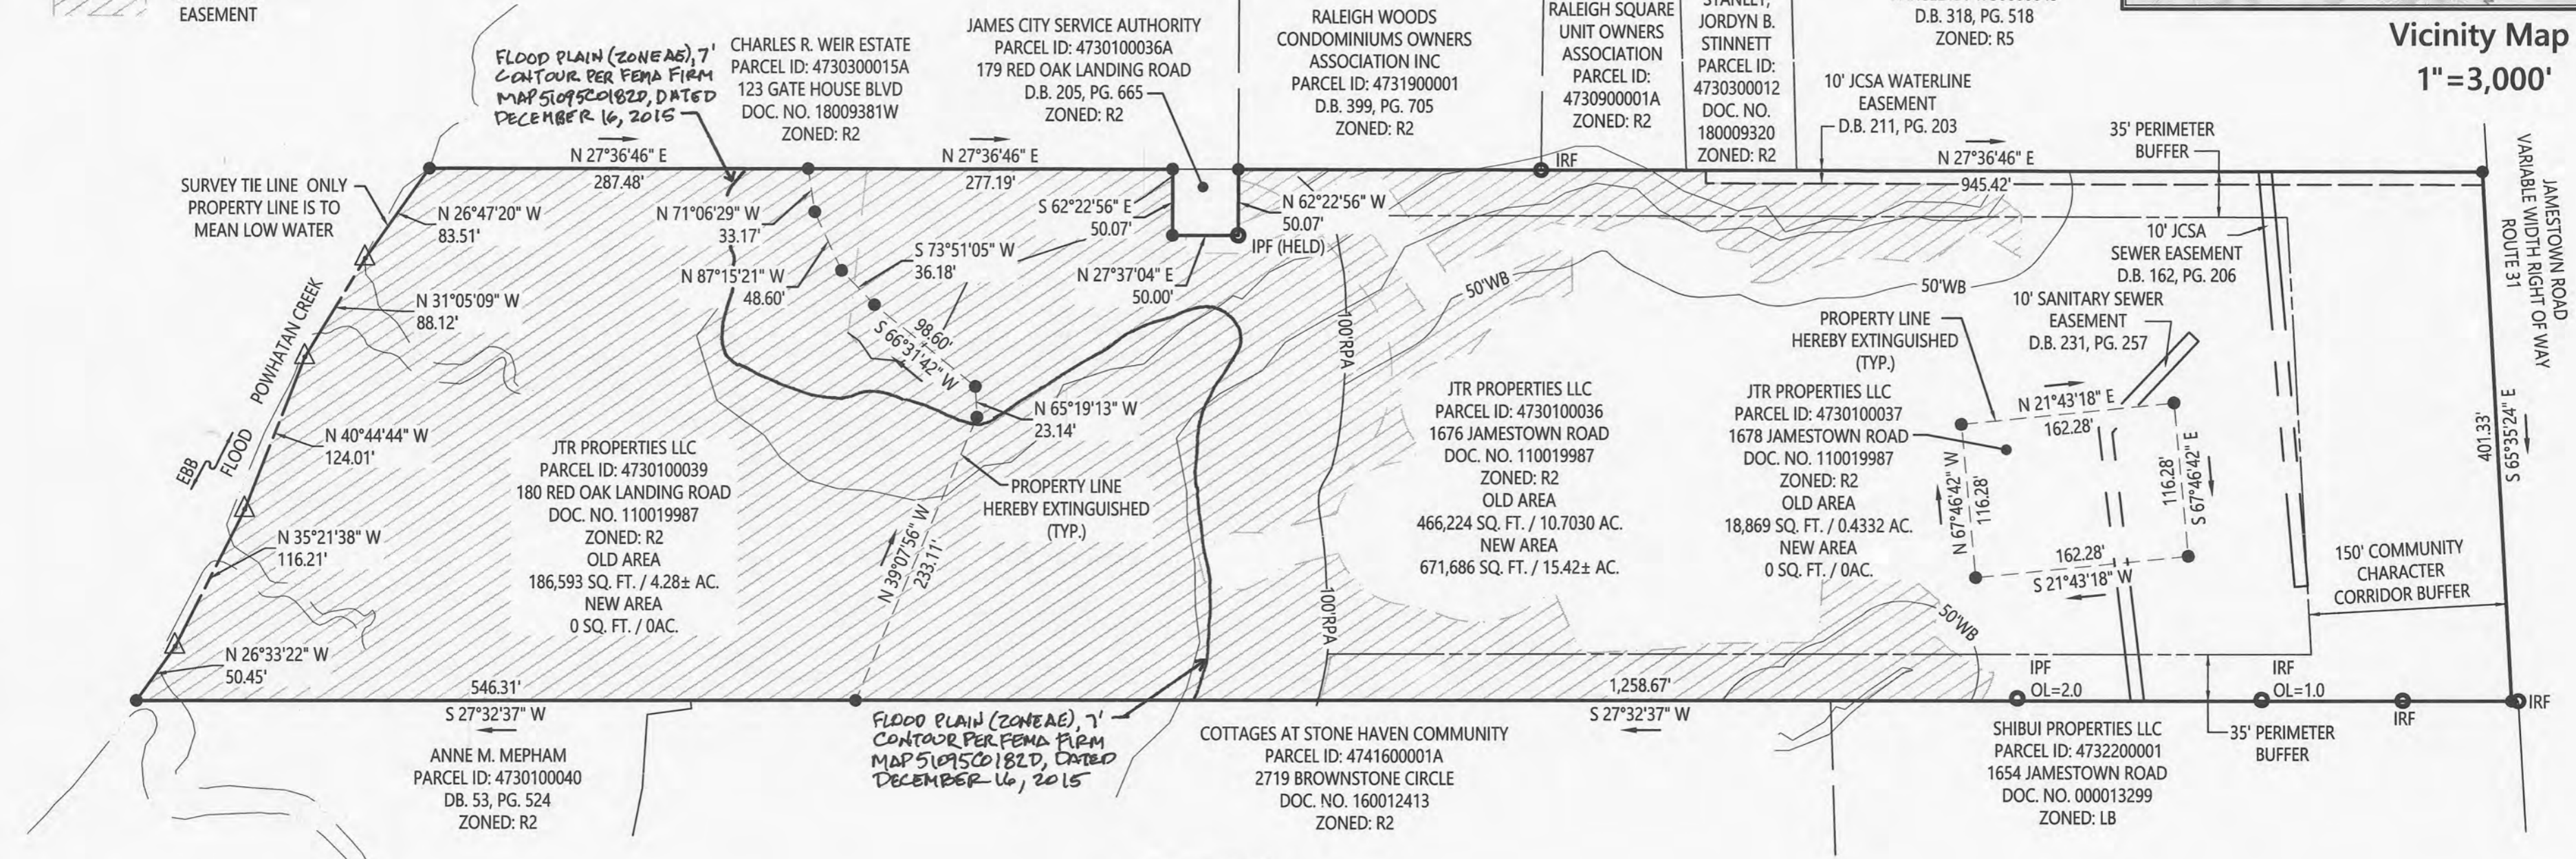 EASEMENT
FLOOD PLAIN (ZONE AE), 7'
CONTOUR PER FEMA FIRM
MAP 51095C0182D, DATED
DECEMBER 16, 2015
CHARLES R. WEIR ESTATE
PARCEL ID: 4730300015A
123 GATE HOUSE BLVD
DOC. NO. 18009381W
ZONED: R2
JAMES CITY SERVICE AUTHORITY
PARCEL ID: 4730100036A
179 RED OAK LANDING ROAD
D.B. 205, PG. 665
ZONED: R2
RALEIGH WOODS
CONDOMINIUMS OWNERS
ASSOCIATION INC
PARCEL ID: 4731900001
D.B. 399, PG. 705
ZONED: R2
RALEIGH SQUARE
UNIT OWNERS
ASSOCIATION
PARCEL ID:
4730900001A
ZONED: R2
STANLEY,
JORDYN B.
STINNETT
PARCEL ID:
4730300012
DOC. NO.
180009320
ZONED: R2
D.B. 318, PG. 518
ZONED: R5
Vicinity Map
1"=3,000'
10' JCSA WATERLINE
EASEMENT
D.B. 211, PG. 203
35' PERIMETER
BUFFER
N 27°36'46" E
287.48'
N 27°36'46" E
277.19'
IRF
N 27°36'46" E
945.42'
SURVEY TIE LINE ONLY
PROPERTY LINE IS TO
MEAN LOW WATER
N 26°47'20" W
83.51'
N 71°06'29" W
33.17'
S 62°22'56" E
50.07'
N 62°22'56" W
50.07'
IPF (HELD)
N 87°15'21" W
48.60'
S 73°51'05" W
36.18'
N 27°37'04" E
50.00'
98.60'
S 66°31'42" W
N 65°19'13" W
23.14'
N 31°05'09" W
88.12'
POWHATAN CREEK
EBB
FLOOD
N 40°44'44" W
124.01'
N 35°21'38" W
116.21'
N 26°33'22" W
50.45'
JTR PROPERTIES LLC
PARCEL ID: 4730100039
180 RED OAK LANDING ROAD
DOC. NO. 110019987
ZONED: R2
OLD AREA
186,593 SQ. FT. / 4.28± AC.
NEW AREA
0 SQ. FT. / 0AC.
PROPERTY LINE
HEREBY EXTINGUISHED
(TYP.)
N 39°07'56" W
233.11'
100'RPA
100'RPA
50'WB
50'WB
50'WB
JTR PROPERTIES LLC
PARCEL ID: 4730100036
1676 JAMESTOWN ROAD
DOC. NO. 110019987
ZONED: R2
OLD AREA
466,224 SQ. FT. / 10.7030 AC.
NEW AREA
671,686 SQ. FT. / 15.42± AC.
PROPERTY LINE
HEREBY EXTINGUISHED
(TYP.)
JTR PROPERTIES LLC
PARCEL ID: 4730100037
1678 JAMESTOWN ROAD
DOC. NO. 110019987
ZONED: R2
OLD AREA
18,869 SQ. FT. / 0.4332 AC.
NEW AREA
0 SQ. FT. / 0AC.
10' JCSA
SEWER EASEMENT
D.B. 162, PG. 206
10' SANITARY SEWER
EASEMENT
D.B. 231, PG. 257
N 21°43'18" E
162.28'
N 67°46'42" W
116.28'
116.28'
S 67°46'42" E
162.28'
S 21°43'18" W
JAMESTOWN ROAD
VARIABLE WIDTH RIGHT OF WAY
ROUTE 31
401.33'
S 65°35'24" E
150' COMMUNITY
CHARACTER
CORRIDOR BUFFER
546.31'
S 27°32'37" W
1,258.67'
S 27°32'37" W
IPF
OL=2.0
IRF
OL=1.0
IRF
IRF
35' PERIMETER
BUFFER
ANNE M. MEPHAM
PARCEL ID: 4730100040
DB. 53, PG. 524
ZONED: R2
FLOOD PLAIN (ZONE AE), 7'
CONTOUR PER FEMA FIRM
MAP 51095C0182D, DATED
DECEMBER 16, 2015
COTTAGES AT STONE HAVEN COMMUNITY
PARCEL ID: 4741600001A
2719 BROWNSTONE CIRCLE
DOC. NO. 160012413
ZONED: R2
SHIBUI PROPERTIES LLC
PARCEL ID: 4732200001
1654 JAMESTOWN ROAD
DOC. NO. 000013299
ZONED: LB